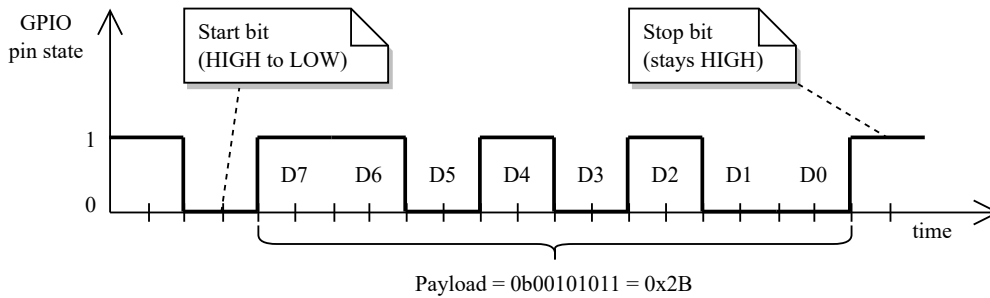 GPIO
pin state
Start bit
(HIGH to LOW)
Stop bit
(stays HIGH)
1
D7 D6 D5 D4 D3 D2 D1 D0
0
time
Payload = 0b00101011 = 0x2B